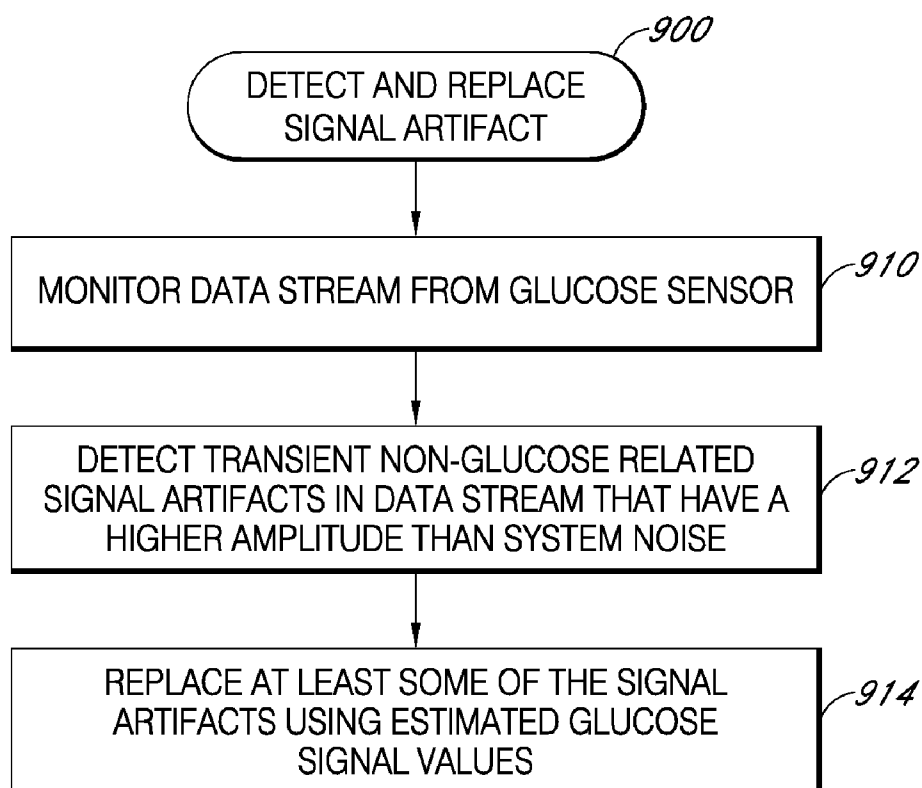 900
DETECT AND REPLACE
SIGNAL ARTIFACT
MONITOR DATA STREAM FROM GLUCOSE SENSOR
910
DETECT TRANSIENT NON-GLUCOSE RELATED
SIGNAL ARTIFACTS IN DATA STREAM THAT HAVE A
HIGHER AMPLITUDE THAN SYSTEM NOISE
912
REPLACE AT LEAST SOME OF THE SIGNAL
ARTIFACTS USING ESTIMATED GLUCOSE
SIGNAL VALUES
914